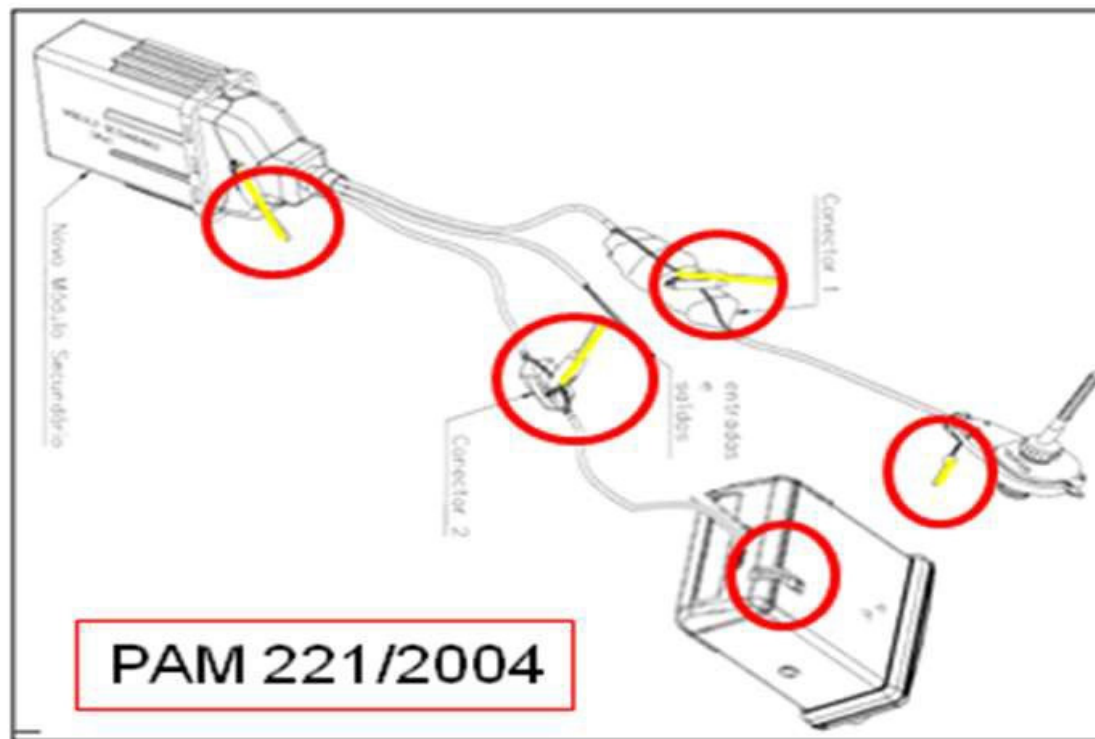 Novo Módulo Secundário
Conector 1
entradas
e
saídas
Conector 2
PAM 221/2004